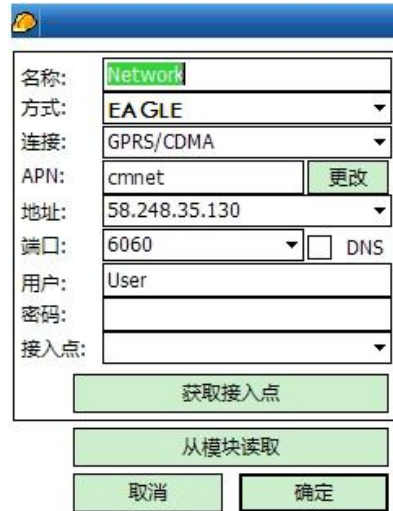 名称: Network
方式: EAGLE
连接: GPRS/CDMA
APN: cmnet 更改
地址: 58.248.35.130
端口: 6060 DNS
用户: User
密码:
接入点:
获取接入点
从模块读取
取消 确定